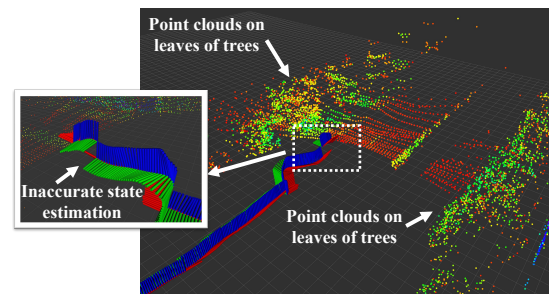 Point clouds on
leaves of trees
Inaccurate state
estimation
Point clouds on
leaves of trees